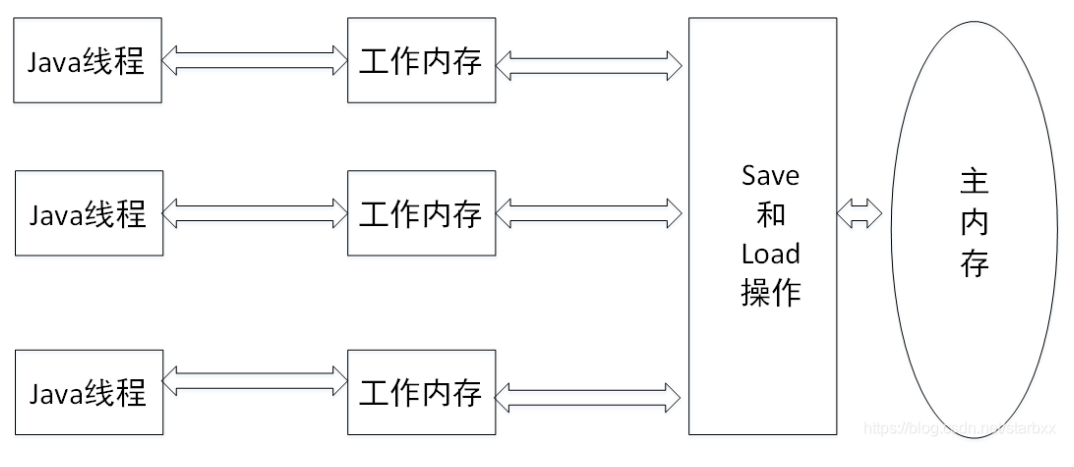 Java线程
工作内存
Java线程
工作内存
Java线程
工作内存
Save
和
Load
操作
主
内
存
https://blog.csdn.net/starbxx